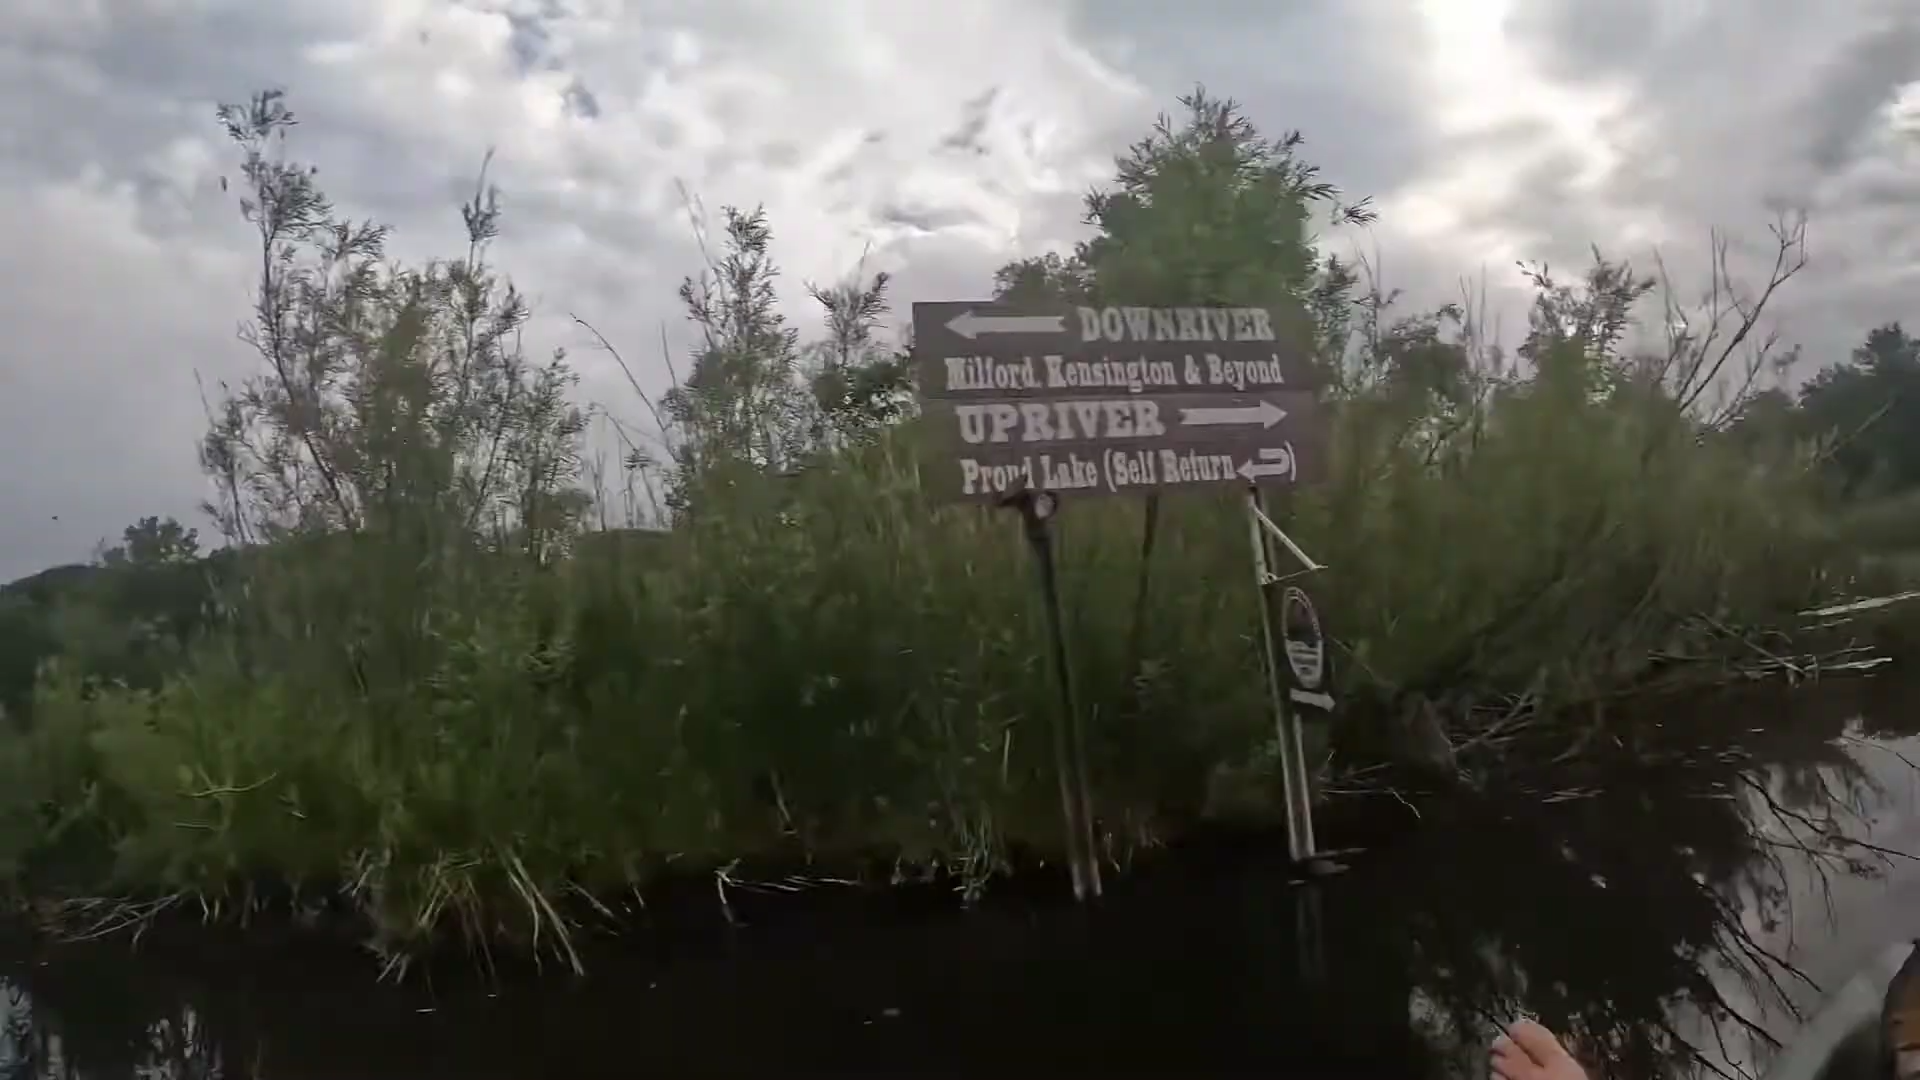 DOWNRIVER
Milford, Kensington & Beyond
UPRIVER
Proud Lake (Self Return )